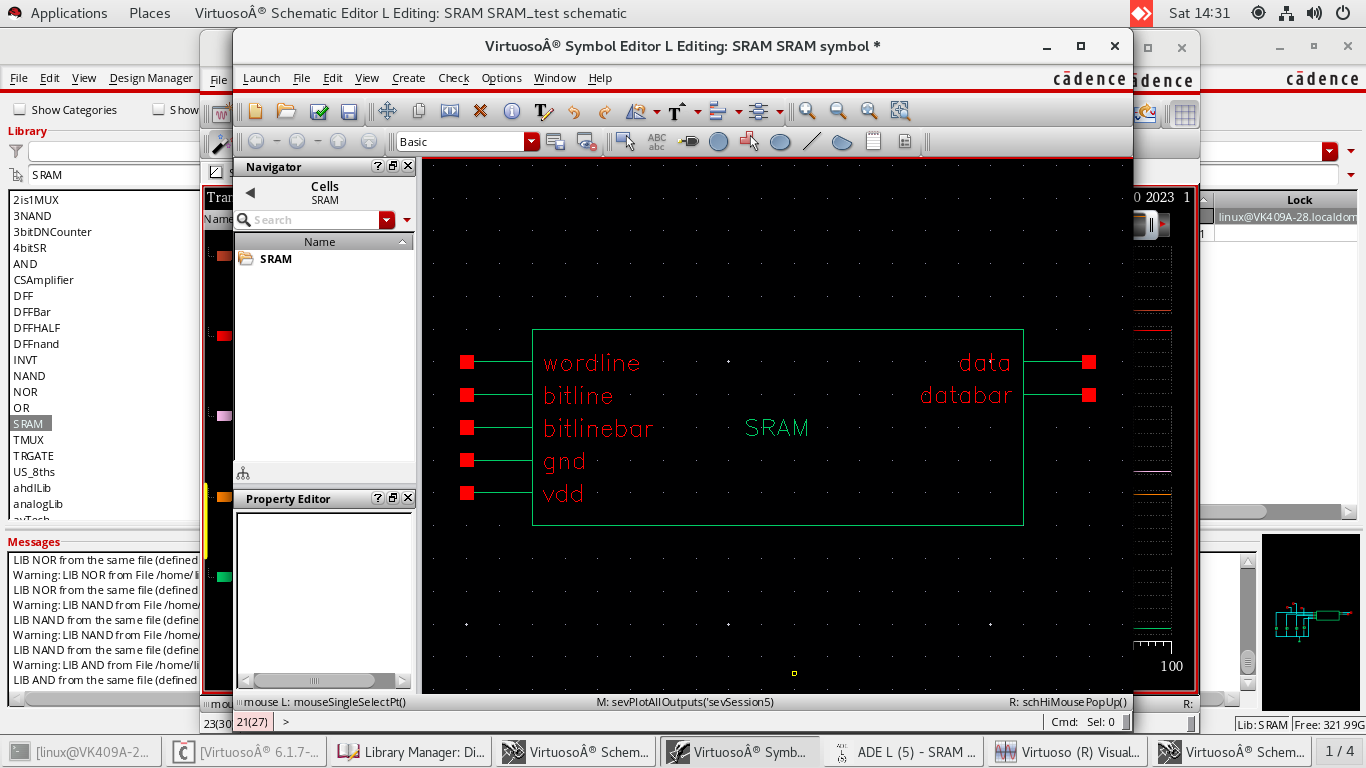 Applications Places VirtuosoÂ® Schematic Editor L Editing: SRAM SRAM_test schematic Sat 14:31
VirtuosoÂ® Symbol Editor L Editing: SRAM SRAM symbol *
File Edit View Design Manager
File
Launch File Edit View Create Check Options Window Help cādence
cādence
cādence
Show Categories
Show
Library
SRAM
2is1MUX
3NAND
3bitDNCounter
4bitSR
AND
CSAmplifier
DFF
DFFBar
DFFHALF
DFFnand
INVT
NAND
NOR
OR
SRAM
TMUX
TRGATE
US_8ths
ahdlLib
analogLib
Messages
LIB NOR from the same file (defined
Warning: LIB NOR from File /home/li
LIB NOR from the same file (defined
Warning: LIB NAND from File /home/
LIB NAND from the same file (define
Warning: LIB NAND from File /home/
LIB NAND from the same file (define
Warning: LIB AND from File /home/li
LIB AND from the same file (defined
Tran
Name
Basic
ABC
abc
Navigator
Cells
SRAM
Search
Name
SRAM
Property Editor
wordline
bitline
bitlinebar
gnd
vdd
SRAM
data
databar
0 2023 1
100
Lock
linux@VK409A-28.localdom
1
mouse L: mouseSingleSelectPt()
M: sevPlotAllOutputs('sevSession5)
R: schHiMousePopUp()
R:
mou
23(30
21(27) >
Cmd: Sel: 0
Lib: SRAM
Free: 321.99G
[linux@VK409A-2...
[VirtuosoÂ® 6.1.7-...
Library Manager: Di...
VirtuosoÂ® Schem...
VirtuosoÂ® Symb...
ADE L (5) - SRAM ...
Virtuoso (R) Visual...
VirtuosoÂ® Schem...
1 / 4